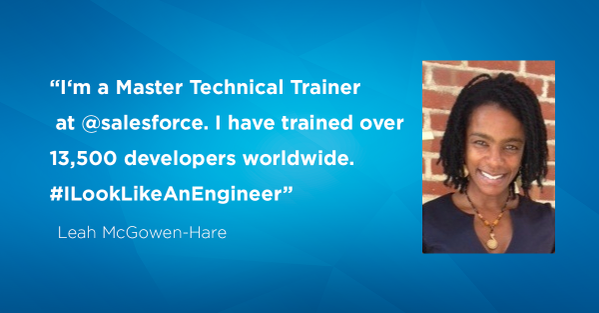 “I‘m a Master Technical Trainer
at @salesforce. I have trained over
13,500 developers worldwide.
#ILookLikeAnEngineer”
Leah McGowen-Hare